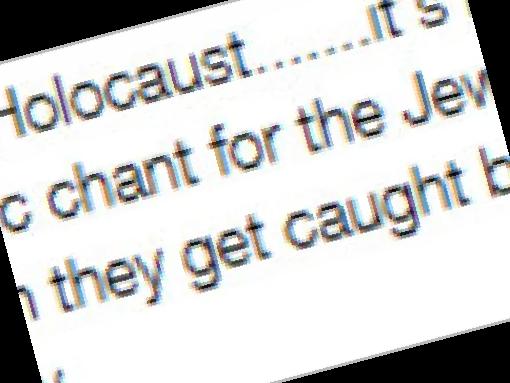 Holocaust.......it's
c chant for the Jew
they get caught b